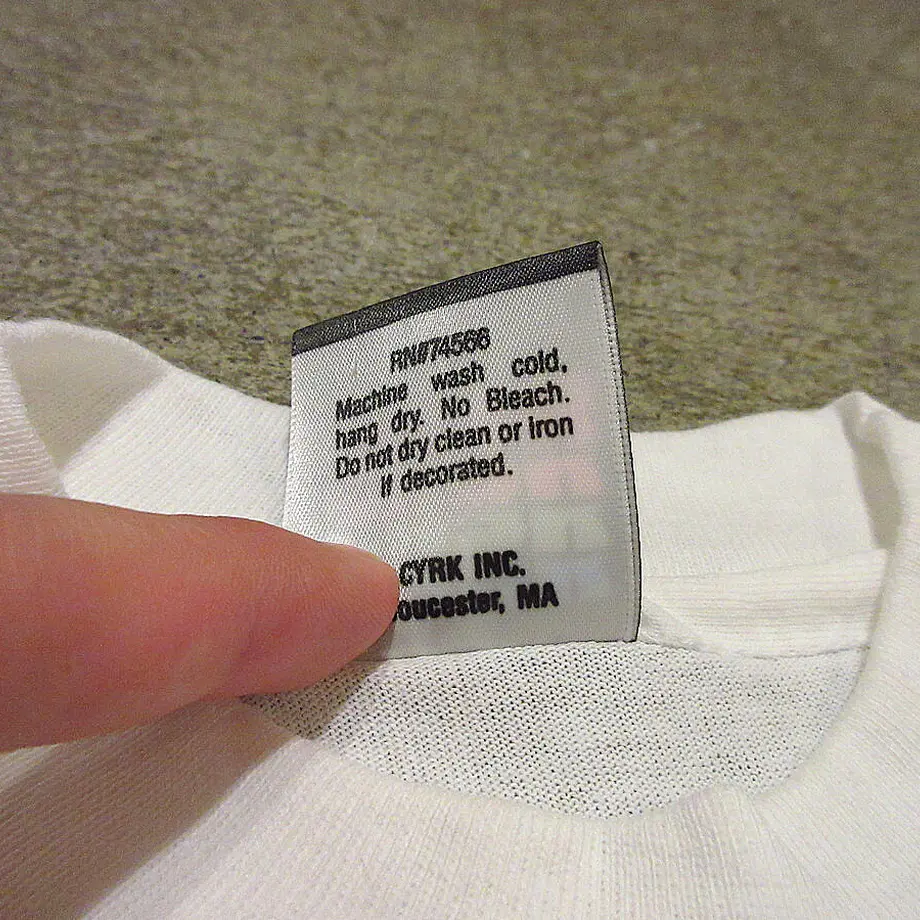 RN#74566
Machine wash cold,
hang dry. No Bleach.
Do not dry clean or iron
if decorated.
CYRK INC.
oucester, MA